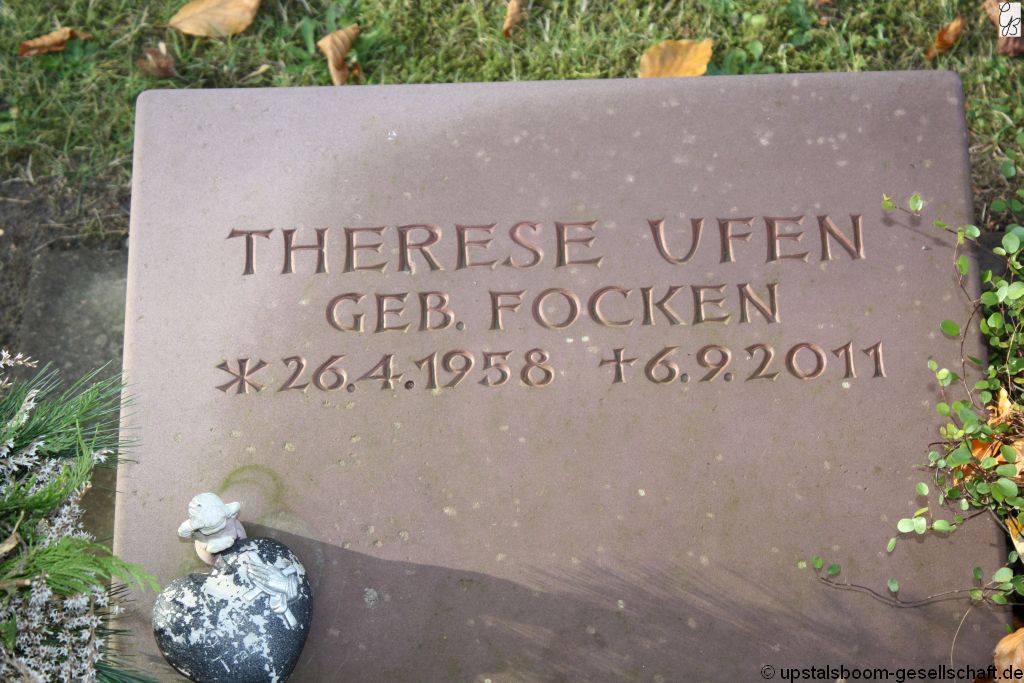 THERESE UFEN
GEB. FOCKEN
* 26.4.1958 † 6.9.2011
© upstalsboom-gesellschaft.de